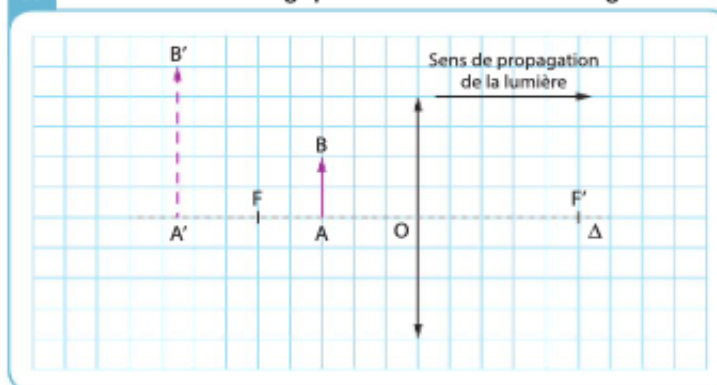 B'
Sens de propagation
de la lumière
B
F
F'
A'
A
O
Δ